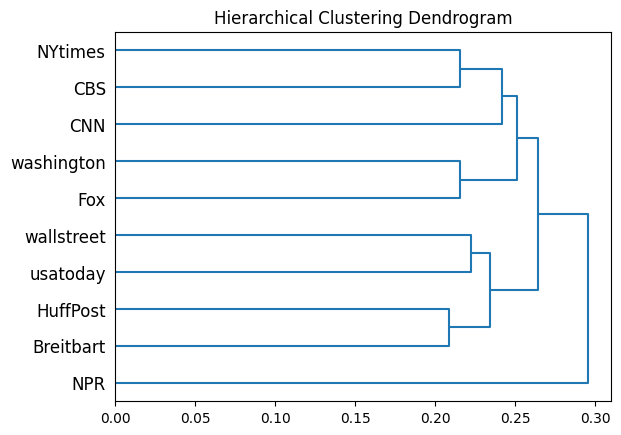 Hierarchical Clustering Dendrogram
NYtimes
CBS
CNN
washington
Fox
wallstreet
usatoday
HuffPost
Breitbart
NPR
0.00 0.05 0.10 0.15 0.20 0.25 0.30